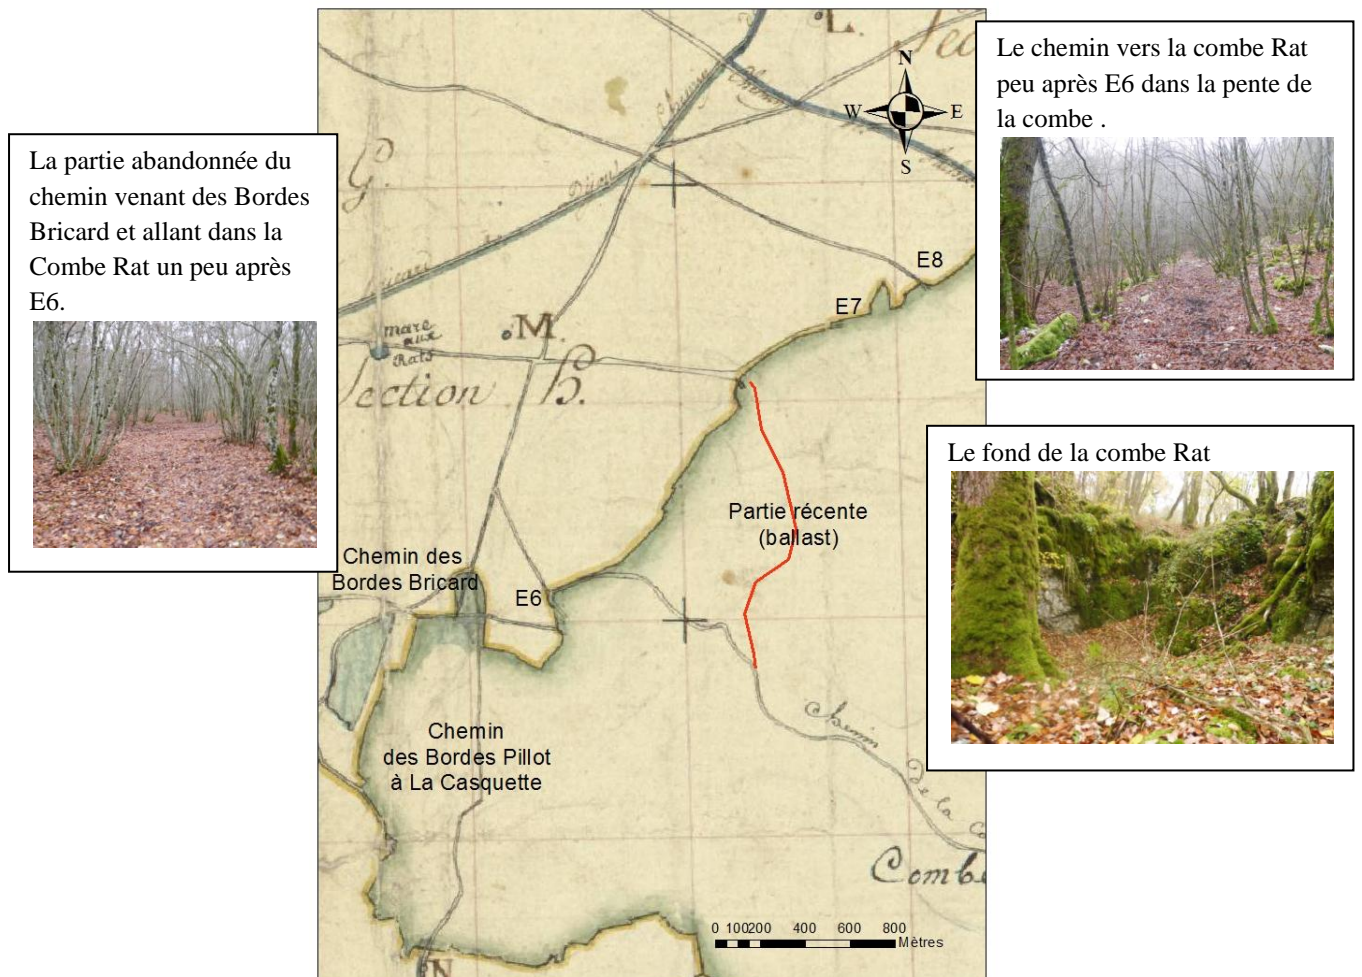 La partie abandonnée du
chemin venant des Bordes
Bricard et allant dans la
Combe Rat un peu après
E6.
Le chemin vers la combe Rat
peu après E6 dans la pente de
la combe .
Le fond de la combe Rat
L.
N
W
E
S
G.
Dijon
E8
E7
mare
aux
Rats
M.
Section B.
Partie récente
(ballast)
Chemin des
Bordes Bricard
E6
Chemin
des Bordes Pillot
à La Casquette
Chemin
de la
Combe
0 100 200 400 600 800
Mètres
N